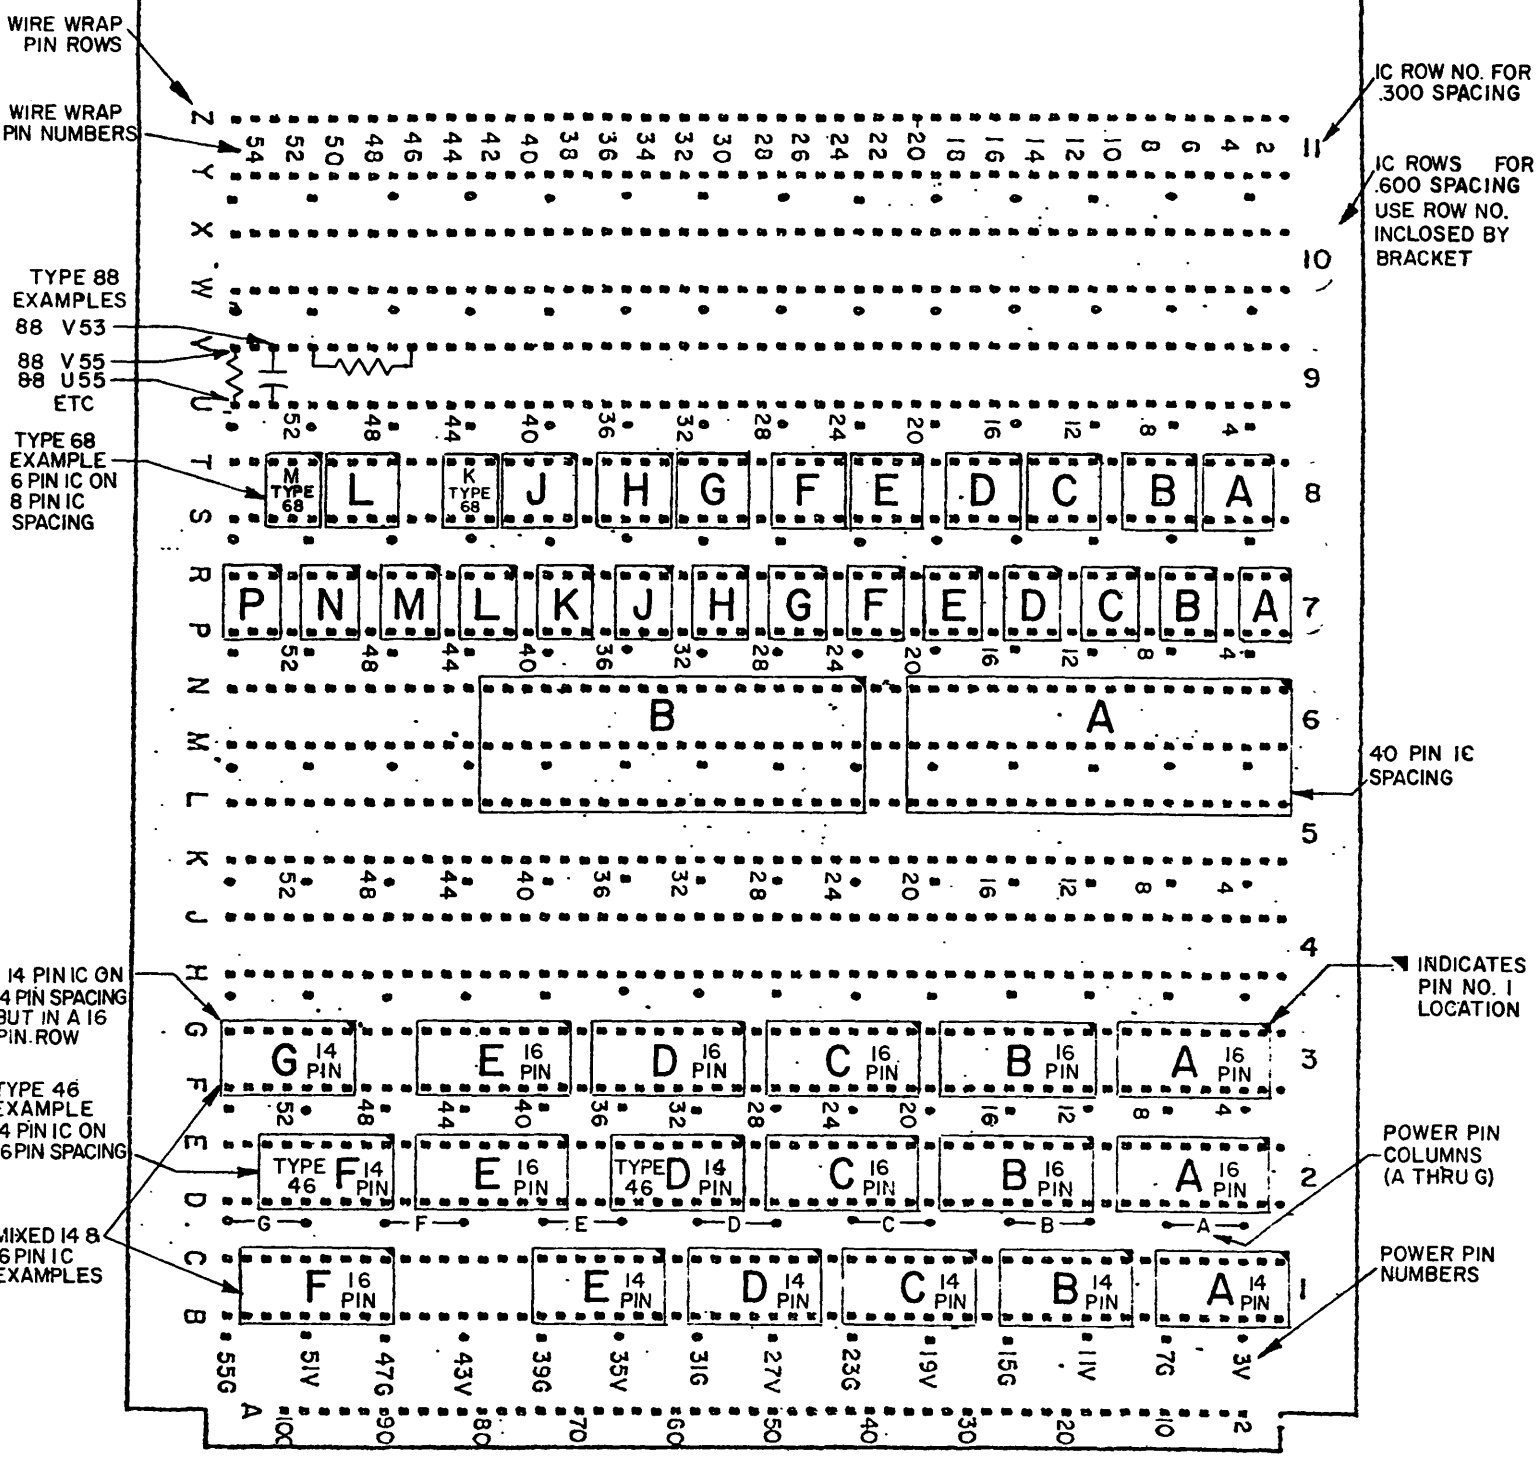 WIRE WRAP
PIN ROWS
WIRE WRAP
PIN NUMBERS
IC ROW NO. FOR
.300 SPACING
IC ROWS FOR
.600 SPACING
USE ROW NO.
INCLOSED BY
BRACKET
Z
54 52 50 48 46 44 42 40 38 36 34 32 30 28 26 24 22 20 18 16 14 12 10 8 6 4 2
11
Y
X
10
W
TYPE 88
EXAMPLES
88 V53
88 V55
88 U55
ETC
V
9
U
52 48 44 40 36 32 28 24 20 16 12 8 4
TYPE 68
EXAMPLE
6 PIN IC ON
8 PIN IC
SPACING
T
M TYPE 68
L
K TYPE 68
J H G F E D C B A
8
S
R
P N M L K J H G F E D C B A
7
P
52 48 44 40 36 32 28 24 20 16 12 8 4
N
B A
6
M
40 PIN IC
SPACING
L
5
K
52 48 44 40 36 32 28 24 20 16 12 8 4
J
4
H
14 PIN IC ON
4 PIN SPACING
BUT IN A 16
PIN ROW
INDICATES
PIN NO. 1
LOCATION
G
G 14 PIN
E 16 PIN
D 16 PIN
C 16 PIN
B 16 PIN
A 16 PIN
3
F
52 48 44 40 36 32 28 24 20 16 12 8 4
TYPE 46
EXAMPLE
4 PIN IC ON
6 PIN SPACING
E
TYPE 46 F 14 PIN
E 16 PIN
TYPE 46 D 14 PIN
C 16 PIN
B 16 PIN
A 16 PIN
2
D
POWER PIN
COLUMNS
(A THRU G)
G F E D C B A
MIXED 14 &
6 PIN IC
EXAMPLES
C
F 16 PIN
E 14 PIN
D 14 PIN
C 14 PIN
B 14 PIN
A 14 PIN
1
B
POWER PIN
NUMBERS
55G 51V 47G 43V 39G 35V 31G 27V 23G 19V 15G 11V 7G 3V
A
100 90 80 70 60 50 40 30 20 10 2